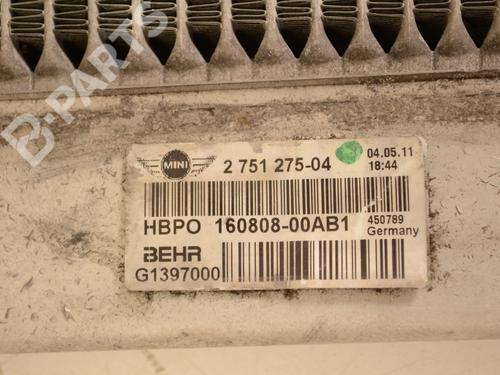 B-PARTS
MINI
2 751 275-04
04.05.11
18:44
HBPO 160808-00AB1
450789
Germany
BEHR
G1397000